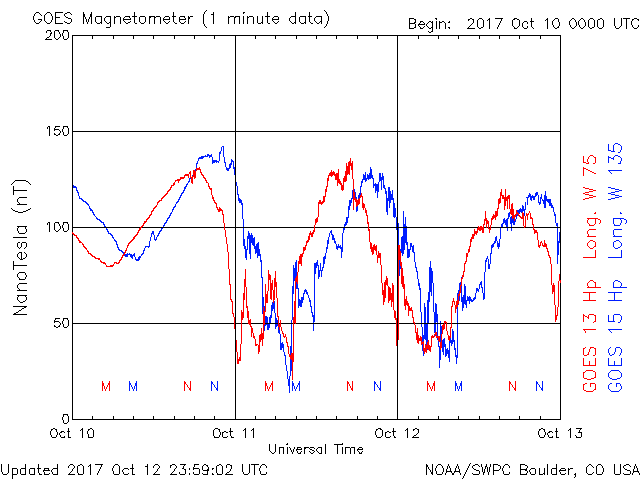 GOES Magnetometer (1 minute data)
Begin: 2017 Oct 10 0000 UTC
200
150
100
50
0
NanoTesla (nT)
M M N N M M N N M M N N
Oct 10 Oct 11 Oct 12 Oct 13
Universal Time
GOES 13 Hp Long. W 75
GOES 15 Hp Long. W 135
Updated 2017 Oct 12 23:59:02 UTC
NOAA/SWPC Boulder, CO USA